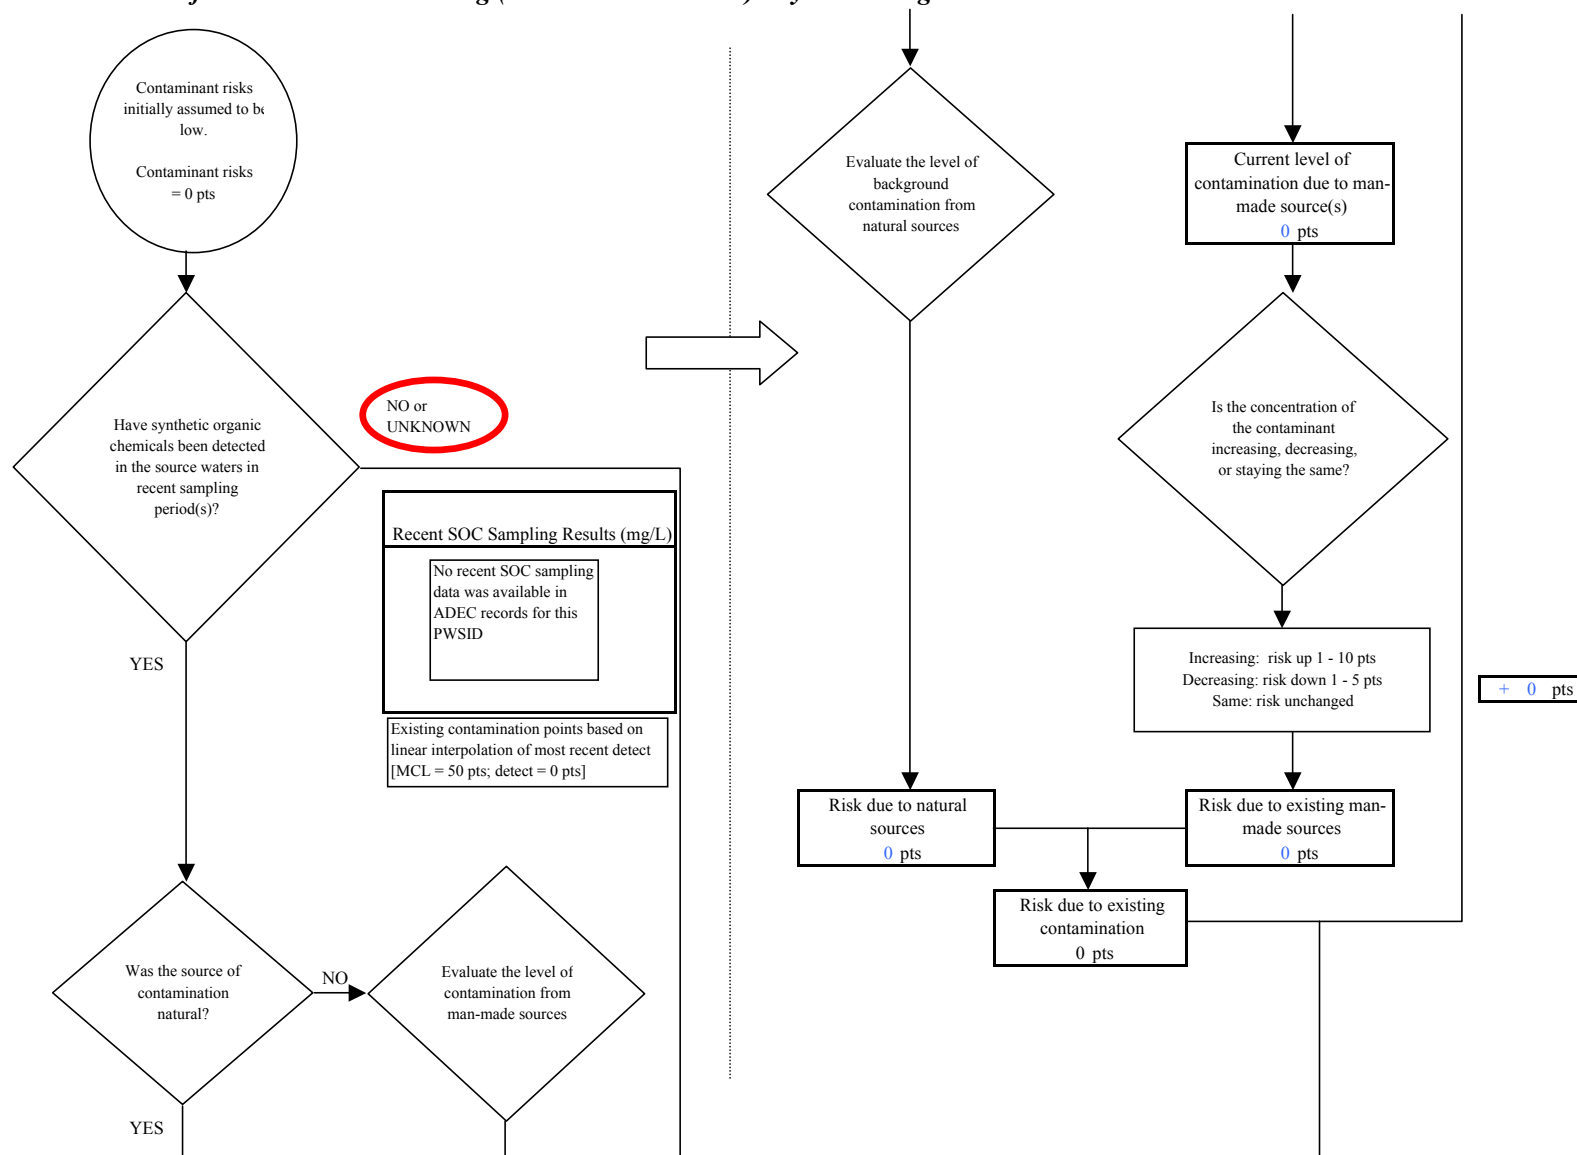 Contaminant risks
initially assumed to be
low.
Contaminant risks
= 0 pts
Have synthetic organic
chemicals been detected
in the source waters in
recent sampling
period(s)?
NO or
UNKNOWN
Recent SOC Sampling Results (mg/L)
No recent SOC sampling
data was available in
ADEC records for this
PWSID
Existing contamination points based on
linear interpolation of most recent detect
[MCL = 50 pts; detect = 0 pts]
YES
Was the source of
contamination
natural?
NO
Evaluate the level of
contamination from
man-made sources
YES
Evaluate the level of
background
contamination from
natural sources
Current level of
contamination due to man-
made source(s)
0 pts
Is the concentration of
the contaminant
increasing, decreasing,
or staying the same?
Increasing: risk up 1 - 10 pts
Decreasing: risk down 1 - 5 pts
Same: risk unchanged
+ 0 pts
Risk due to natural
sources
0 pts
Risk due to existing man-
made sources
0 pts
Risk due to existing
contamination
0 pts